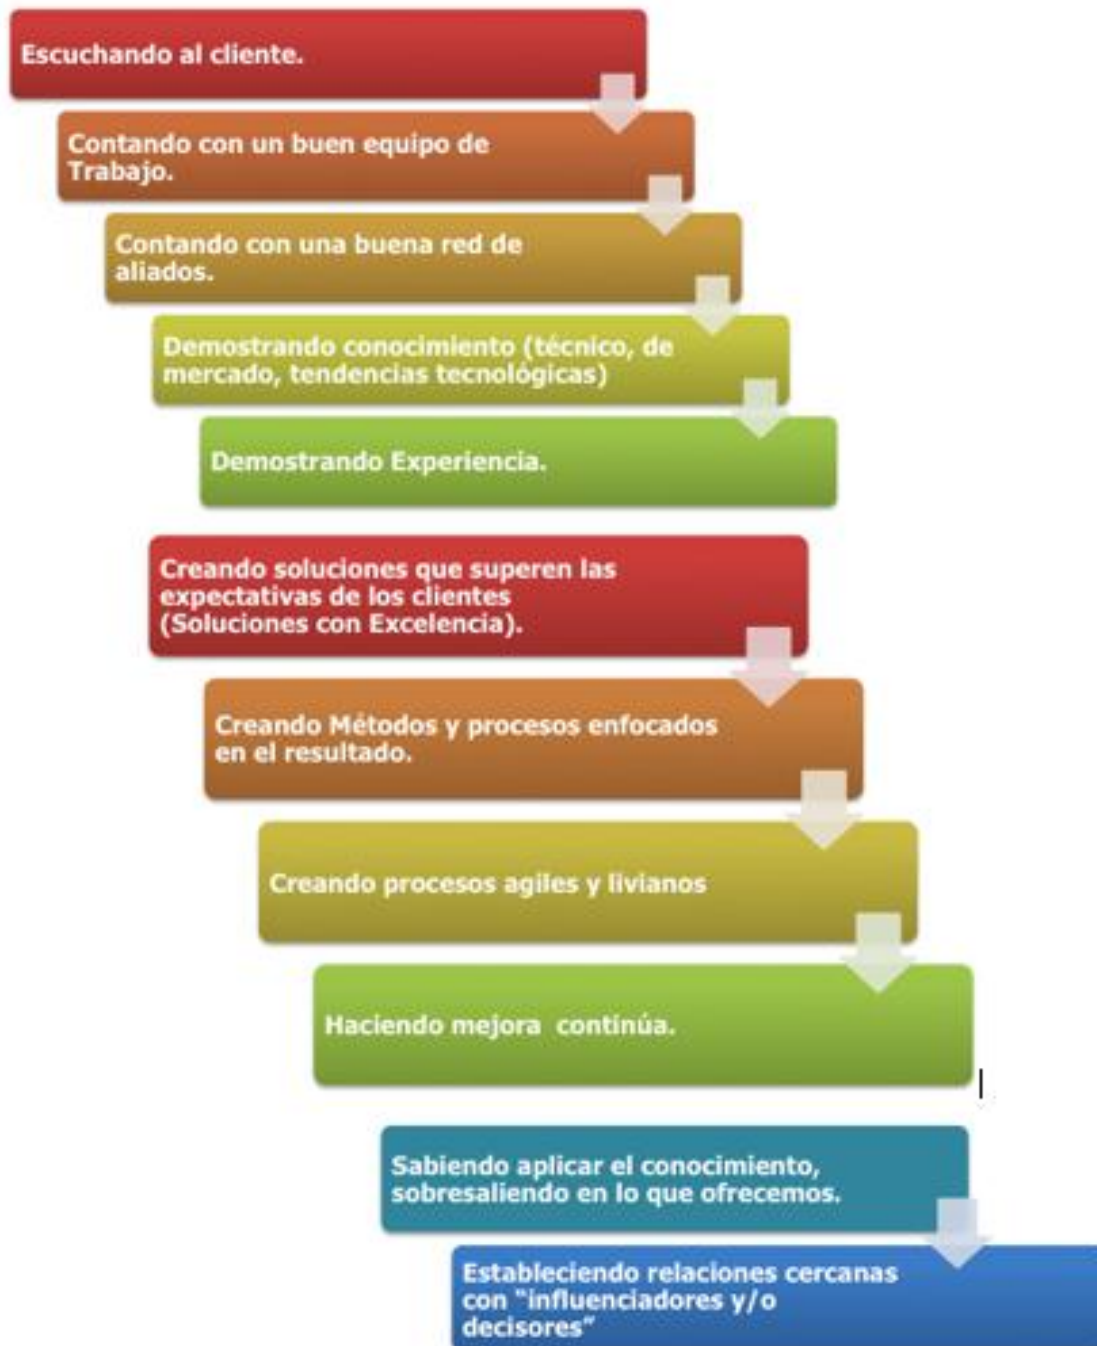 Escuchando al cliente.
Contando con un buen equipo de
Trabajo.
Contando con una buena red de
aliados.
Demostrando conocimiento (técnico, de
mercado, tendencias tecnológicas)
Demostrando Experiencia.
Creando soluciones que superen las
expectativas de los clientes
(Soluciones con Excelencia).
Creando Métodos y procesos enfocados
en el resultado.
Creando procesos agiles y livianos
Haciendo mejora continúa.
Sabiendo aplicar el conocimiento,
sobresaliendo en lo que ofrecemos.
Estableciendo relaciones cercanas
con “influenciadores y/o
decisores”